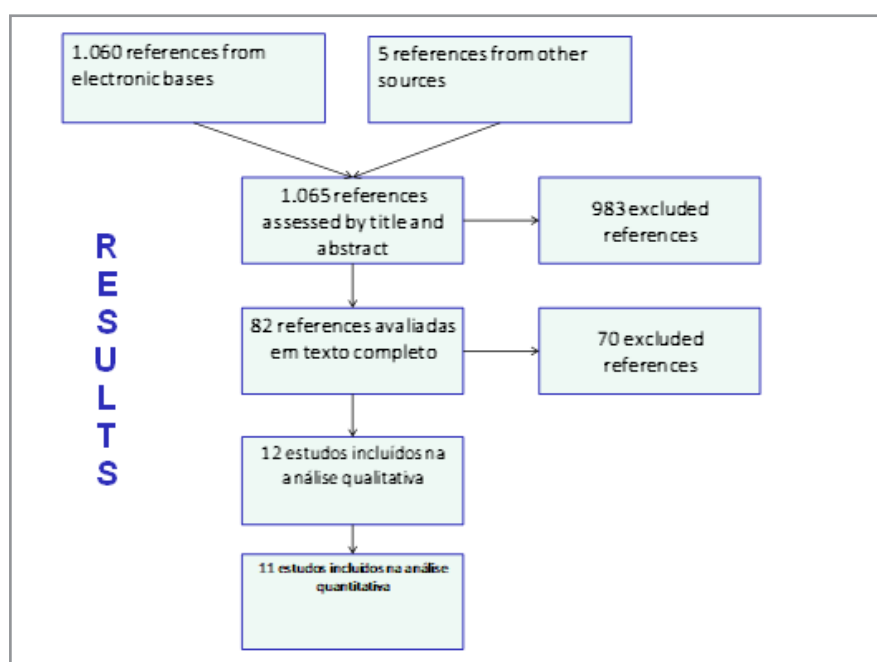 1.060 references from
electronic bases
5 references from other
sources
1.065 references
assessed by title and
abstract
983 excluded
references
R
E
S
U
L
T
S
82 references avaliadas
em texto completo
70 excluded
references
12 estudos incluídos na
análise qualitativa
11 estudos incluídos na análise
quantitativa